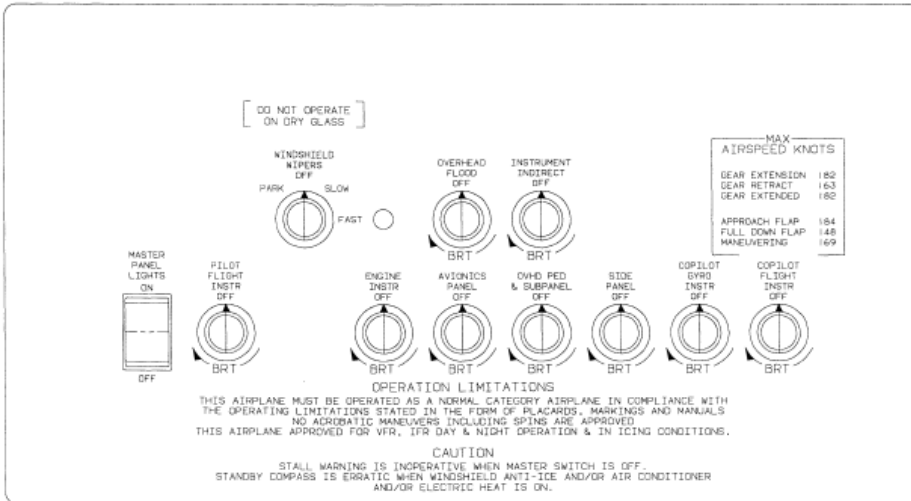 DO NOT OPERATE
ON DRY GLASS
WINDSHIELD
WIPERS
OFF
PARK
SLOW
FAST
OVERHEAD
FLOOD
OFF
BRT
INSTRUMENT
INDIRECT
OFF
BRT
MAX
AIRSPEED KNOTS
GEAR EXTENSION 182
GEAR RETRACT 163
GEAR EXTENDED 182
APPROACH FLAP 184
FULL DOWN FLAP 148
MANEUVERING 169
MASTER
PANEL
LIGHTS
ON
OFF
PILOT
FLIGHT
INSTR
OFF
BRT
ENGINE
INSTR
OFF
BRT
AVIONICS
PANEL
OFF
BRT
OVHD PED
& SUBPANEL
OFF
BRT
SIDE
PANEL
OFF
BRT
COPILOT
GYRO
INSTR
OFF
BRT
COPILOT
FLIGHT
INSTR
OFF
BRT
OPERATION LIMITATIONS
THIS AIRPLANE MUST BE OPERATED AS A NORMAL CATEGORY AIRPLANE IN COMPLIANCE WITH
THE OPERATING LIMITATIONS STATED IN THE FORM OF PLACARDS, MARKINGS AND MANUALS
NO ACROBATIC MANEUVERS INCLUDING SPINS ARE APPROVED
THIS AIRPLANE APPROVED FOR VFR, IFR DAY & NIGHT OPERATION & IN ICING CONDITIONS.
CAUTION
STALL WARNING IS INOPERATIVE WHEN MASTER SWITCH IS OFF.
STANDBY COMPASS IS ERRATIC WHEN WINDSHIELD ANTI-ICE AND/OR AIR CONDITIONER
AND/OR ELECTRIC HEAT IS ON.